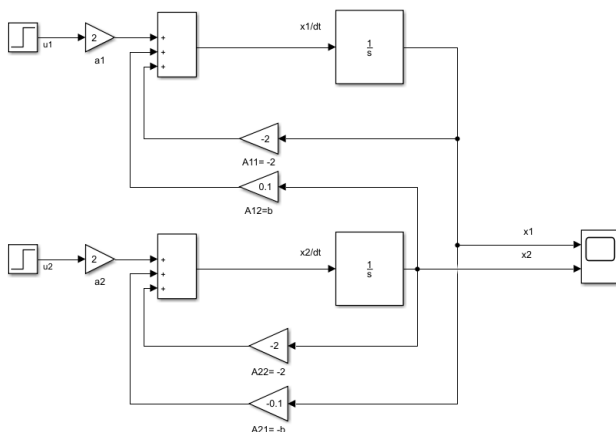 u1
2
a1
+
+
+
x1/dt
1
s
-2
A11= -2
0.1
A12=b
u2
2
a2
+
+
+
x2/dt
1
s
x1
x2
-2
A22= -2
-0.1
A21= -b